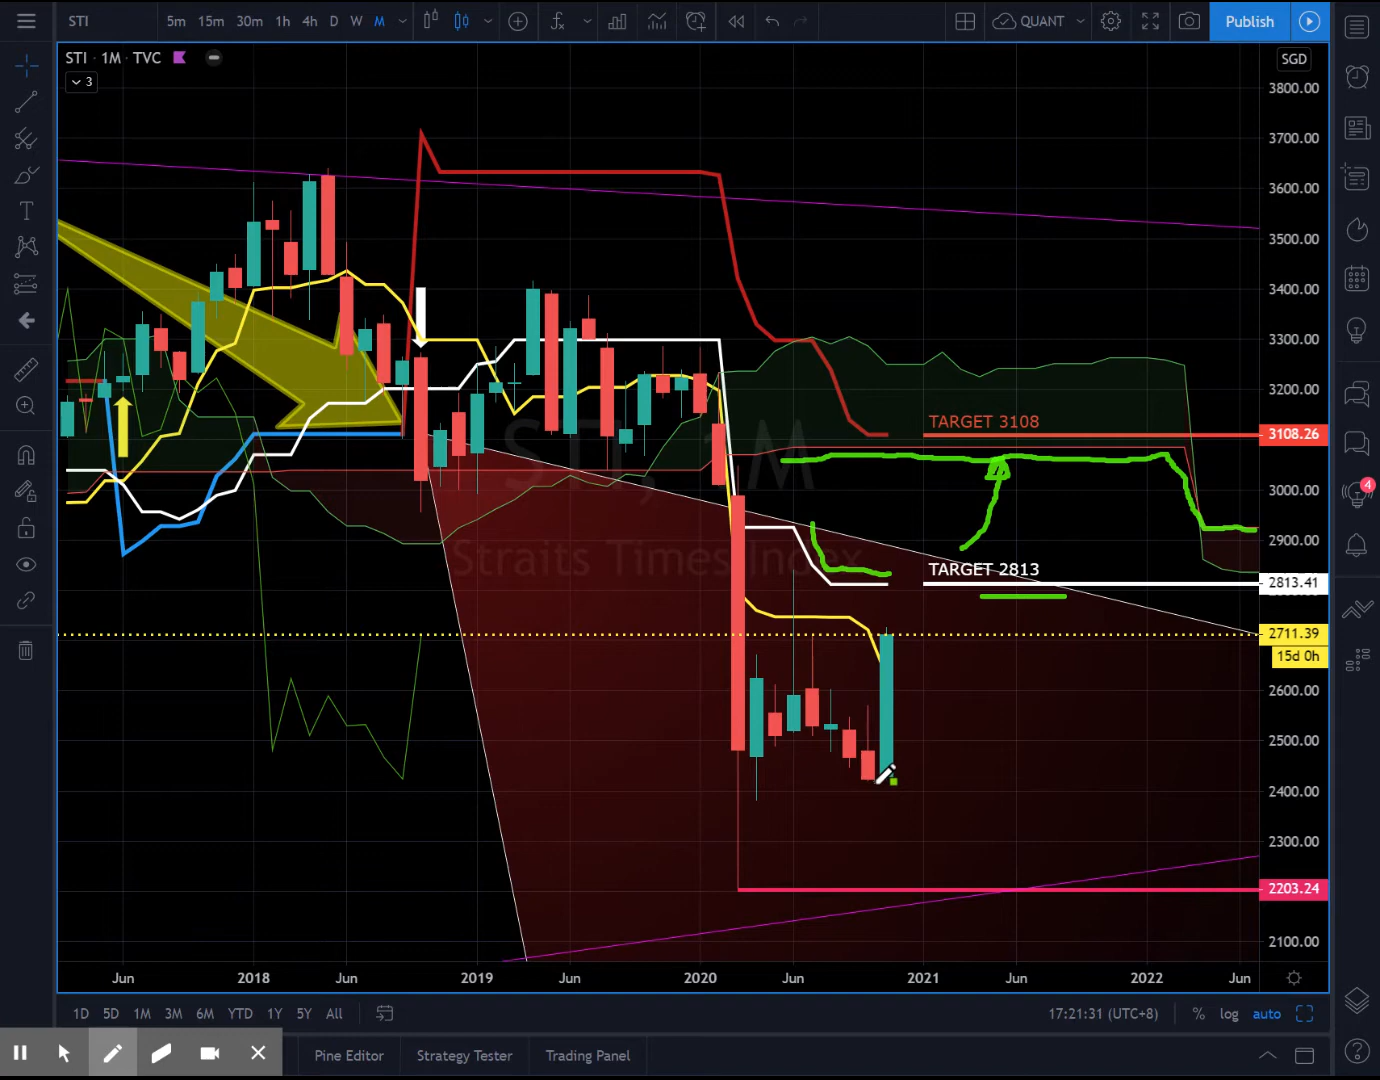 STI 5m 15m 30m 1h 4h D W M QUANT Publish
STI · 1M · TVC
3
SGD
3800.00
3700.00
3600.00
3500.00
3400.00
3300.00
3200.00
TARGET 3108
3108.26
STI, 1M
3000.00
2900.00
Straits Times Index
TARGET 2813
2813.41
2711.39
15d 0h
2600.00
2500.00
2400.00
2300.00
2203.24
2100.00
Jun 2018 Jun 2019 Jun 2020 Jun 2021 Jun 2022 Jun
1D 5D 1M 3M 6M YTD 1Y 5Y All 17:21:31 (UTC+8) % log auto
Pine Editor Strategy Tester Trading Panel
4